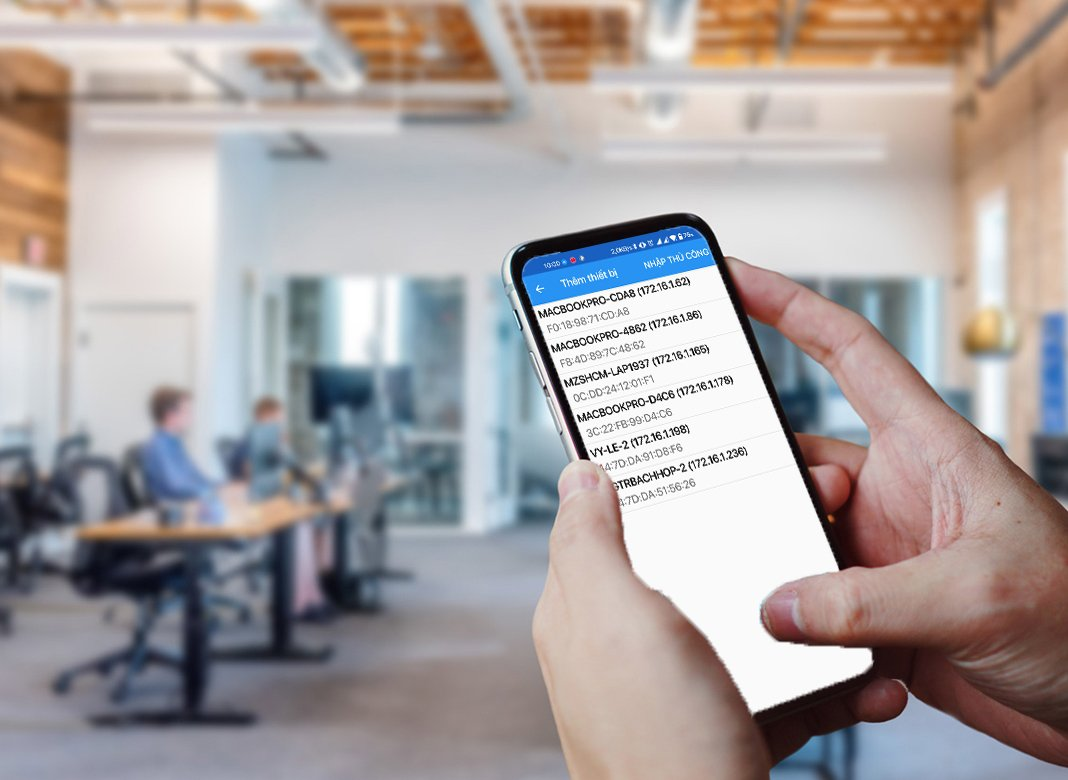 10:00
Thêm thiết bị
NHẬP THỦ CÔNG
MACBOOKPRO-CDA8 (172.16.1.62)
F0:18:98:71:CD:A8
MACBOOKPRO-4862 (172.16.1.86)
F8:4D:89:7C:48:62
MZSHCM-LAP1937 (172.16.1.165)
0C:DD:24:12:01:F1
MACBOOKPRO-D4C6 (172.16.1.178)
3C:22:FB:99:D4:C6
VY-LE-2 (172.16.1.198)
4:7D:DA:91:D8:F6
GTRBACHHOP-2 (172.16.1.236)
4:7D:DA:51:56:26